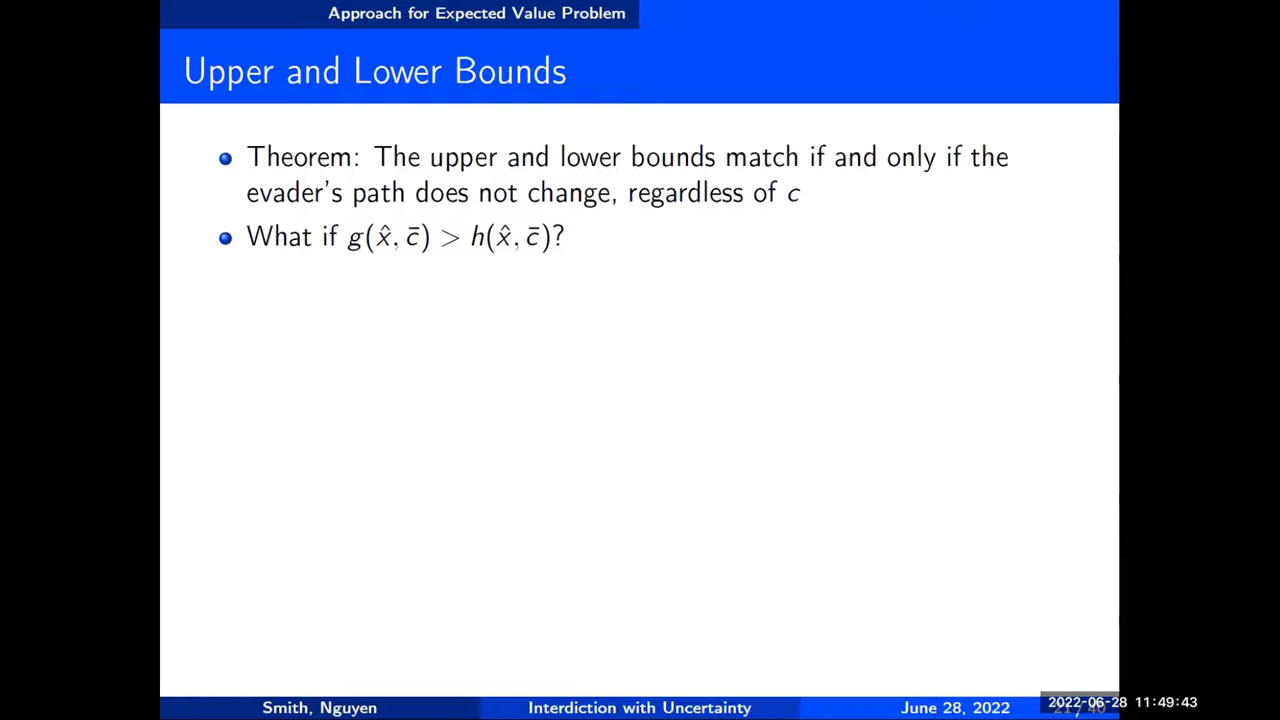 Approach for Expected Value Problem
Upper and Lower Bounds
Theorem: The upper and lower bounds match if and only if the
evader's path does not change, regardless of c
What if g(x̂, c̄) > h(x̂, c̄)?
Smith, Nguyen
Interdiction with Uncertainty
June 28, 2022
2022-06-28 11:49:43